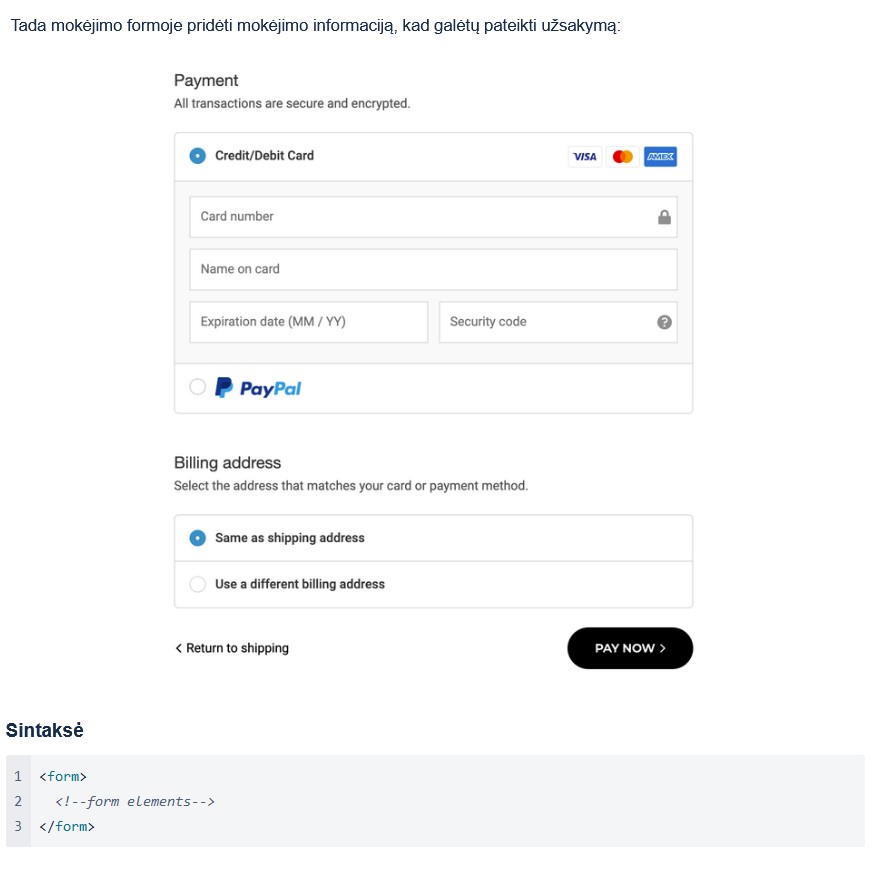 Tada mokėjimo formoje pridėti mokėjimo informaciją, kad galėtų pateikti užsakymą:
Payment
All transactions are secure and encrypted.
Credit/Debit Card VISA AMEX
Card number
Name on card
Expiration date (MM / YY) Security code ?
PayPal
Billing address
Select the address that matches your card or payment method.
Same as shipping address
Use a different billing address
< Return to shipping PAY NOW >
Sintaksė
1 <form>
2 <!--form elements-->
3 </form>